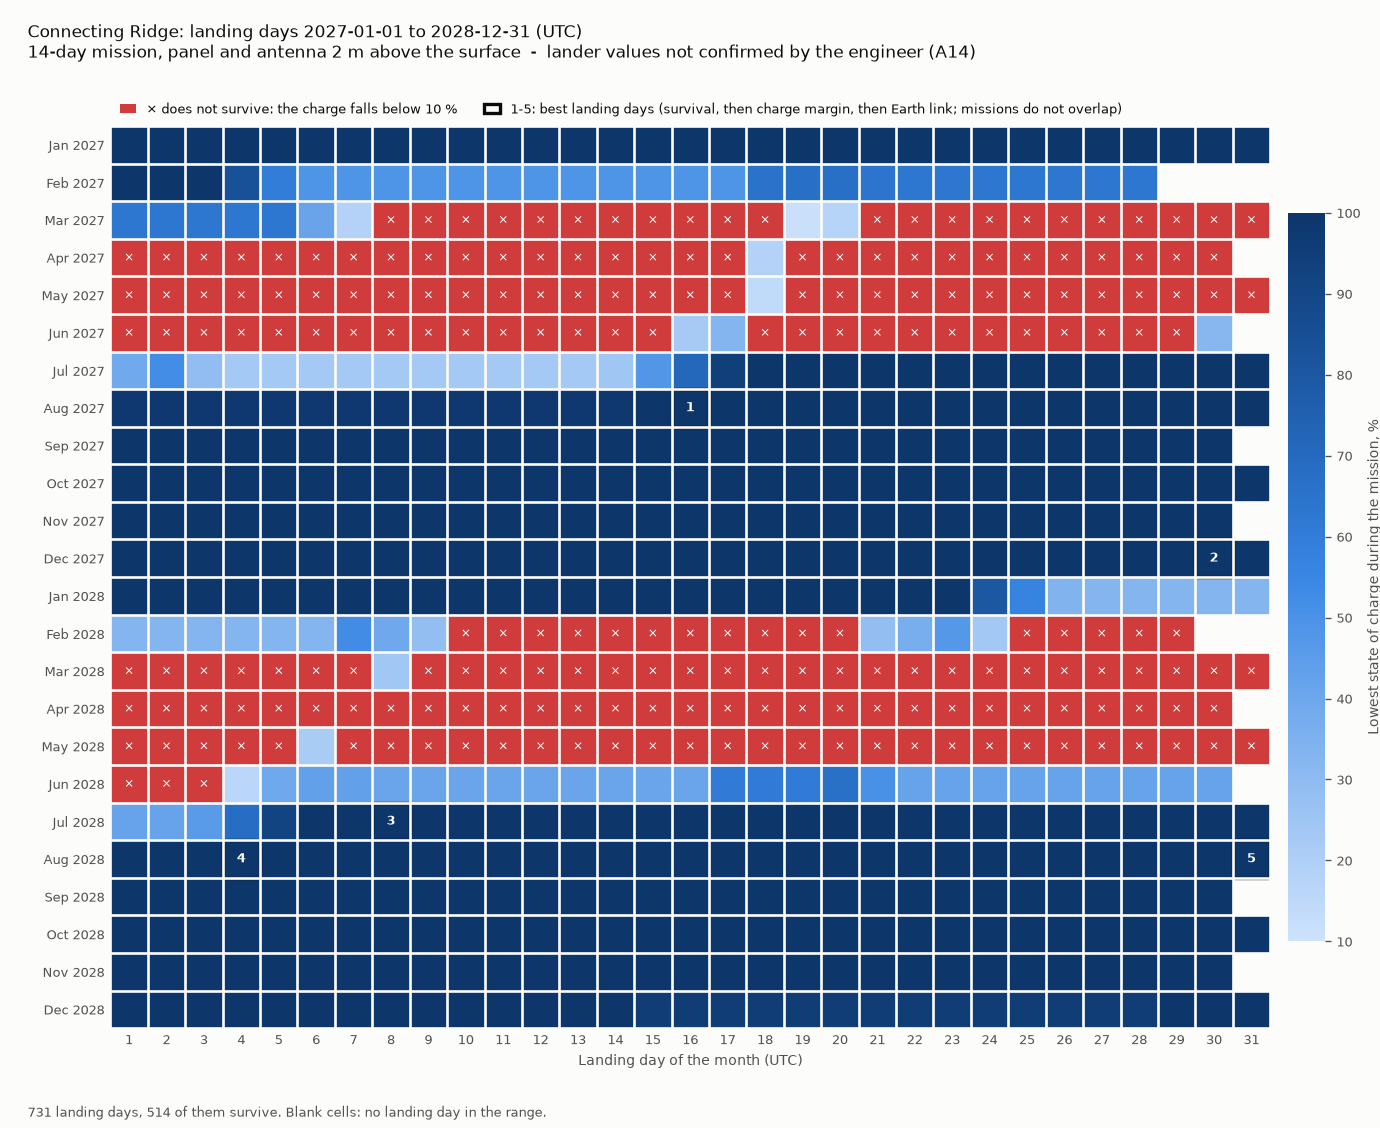 Connecting Ridge: landing days 2027-01-01 to 2028-12-31 (UTC)
14-day mission, panel and antenna 2 m above the surface - lander values not confirmed by the engineer (A14)
× does not survive: the charge falls below 10 %
1-5: best landing days (survival, then charge margin, then Earth link; missions do not overlap)
Jan 2027
Feb 2027
Mar 2027 × × × × × × × × × × × × × × × × × × × × × ×
Apr 2027 × × × × × × × × × × × × × × × × × × × × × × × × × × × × ×
May 2027 × × × × × × × × × × × × × × × × × × × × × × × × × × × × × ×
Jun 2027 × × × × × × × × × × × × × × × × × × × × × × × × × × ×
Jul 2027
Aug 2027 1
Sep 2027
Oct 2027
Nov 2027
Dec 2027 2
Jan 2028
Feb 2028 × × × × × × × × × × × × × × × ×
Mar 2028 × × × × × × × × × × × × × × × × × × × × × × × × × × × × × ×
Apr 2028 × × × × × × × × × × × × × × × × × × × × × × × × × × × × × ×
May 2028 × × × × × × × × × × × × × × × × × × × × × × × × × × × × × ×
Jun 2028 × × ×
Jul 2028 3
Aug 2028 4 5
Sep 2028
Oct 2028
Nov 2028
Dec 2028
1 2 3 4 5 6 7 8 9 10 11 12 13 14 15 16 17 18 19 20 21 22 23 24 25 26 27 28 29 30 31
Landing day of the month (UTC)
100
90
80
70
60
50
40
30
20
10
Lowest state of charge during the mission, %
731 landing days, 514 of them survive. Blank cells: no landing day in the range.